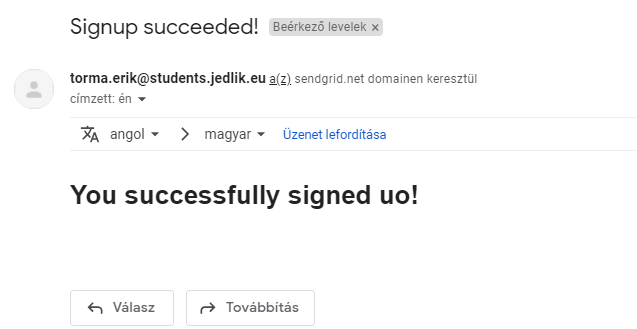 Signup succeeded! Beérkező levelek ×
torma.erik@students.jedlik.eu a(z) sendgrid.net domainen keresztül
címzett: én
angol > magyar Üzenet lefordítása
You successfully signed uo!
Válasz Továbbítás